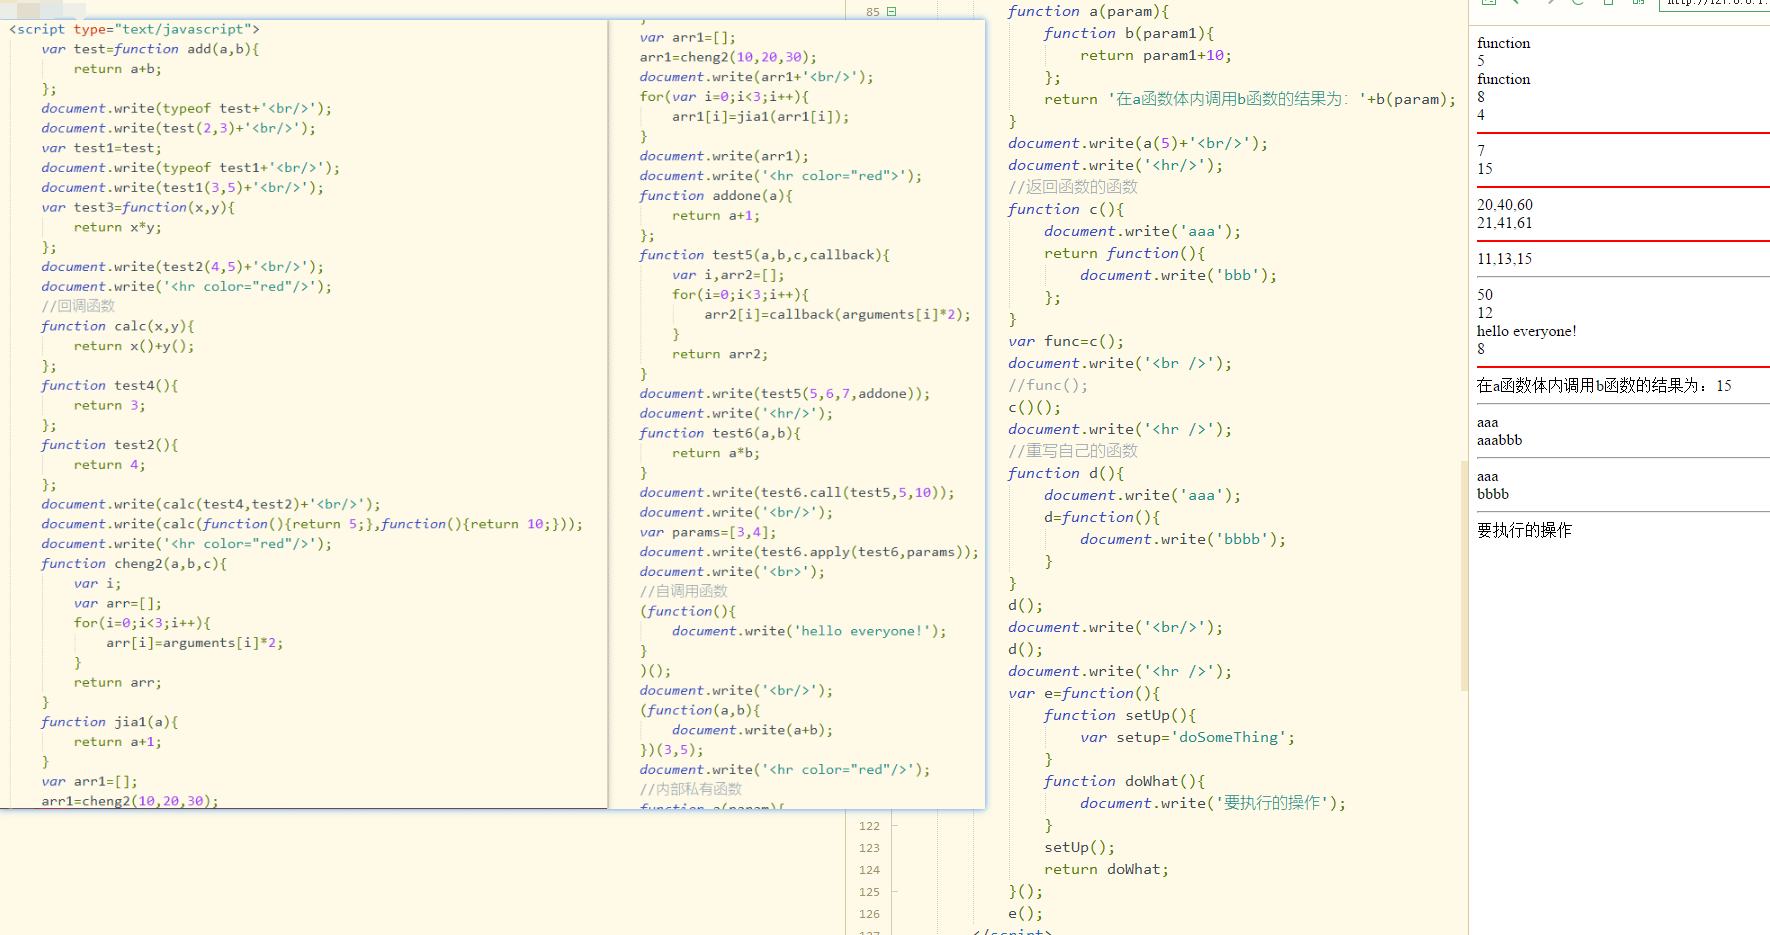 <script type="text/javascript">
var test=function add(a,b){
return a+b;
};
document.write(typeof test+'<br/>');
document.write(test(2,3)+'<br/>');
var test1=test;
document.write(typeof test1+'<br/>');
document.write(test1(3,5)+'<br/>');
var test3=function(x,y){
return x*y;
};
document.write(test2(4,5)+'<br/>');
document.write('<hr color="red"/>');
//回调函数
function calc(x,y){
return x()+y();
};
function test4(){
return 3;
};
function test2(){
return 4;
};
document.write(calc(test4,test2)+'<br/>');
document.write(calc(function(){return 5;},function(){return 10;}));
document.write('<hr color="red"/>');
function cheng2(a,b,c){
var i;
var arr=[];
for(i=0;i<3;i++){
arr[i]=arguments[i]*2;
}
return arr;
}
function jia1(a){
return a+1;
}
var arr1=[];
arr1=cheng2(10,20,30);
var arr1=[];
arr1=cheng2(10,20,30);
document.write(arr1+'<br/>');
for(var i=0;i<3;i++){
arr1[i]=jia1(arr1[i]);
}
document.write(arr1);
document.write('<hr color="red">');
function addone(a){
return a+1;
};
function test5(a,b,c,callback){
var i,arr2=[];
for(i=0;i<3;i++){
arr2[i]=callback(arguments[i]*2);
}
return arr2;
}
document.write(test5(5,6,7,addone));
document.write('<hr/>');
function test6(a,b){
return a*b;
}
document.write(test6.call(test5,5,10));
document.write('<br/>');
var params=[3,4];
document.write(test6.apply(test6,params));
document.write('<br>');
//自调用函数
(function(){
document.write('hello everyone!');
}
)();
document.write('<br/>');
(function(a,b){
document.write(a+b);
})(3,5);
document.write('<hr color="red"/>');
//内部私有函数
function a(param){
85
function a(param){
function b(param1){
return param1+10;
};
return '在a函数体内调用b函数的结果为：'+b(param);
}
document.write(a(5)+'<br/>');
document.write('<hr/>');
//返回函数的函数
function c(){
document.write('aaa');
return function(){
document.write('bbb');
};
}
var func=c();
document.write('<br />');
//func();
c()();
document.write('<hr />');
//重写自己的函数
function d(){
document.write('aaa');
d=function(){
document.write('bbbb');
}
}
d();
document.write('<br/>');
d();
document.write('<hr />');
var e=function(){
function setUp(){
var setup='doSomeThing';
}
function doWhat(){
document.write('要执行的操作');
122 }
123 setUp();
124 return doWhat;
125 }();
126 e();
127 </script>
function
5
function
8
4
7
15
20,40,60
21,41,61
11,13,15
50
12
hello everyone!
8
在a函数体内调用b函数的结果为：15
aaa
aaabbb
aaa
bbbb
要执行的操作